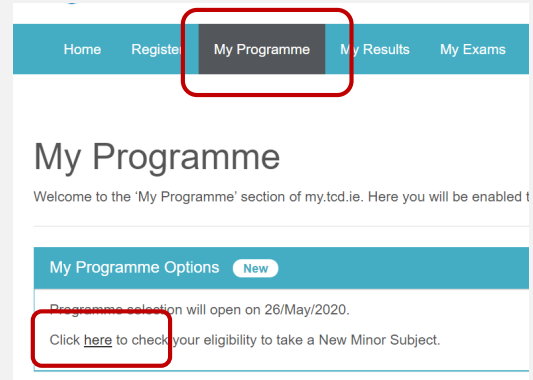 Home Register My Programme My Results My Exams
My Programme
Welcome to the 'My Programme' section of my.tcd.ie. Here you will be enabled
My Programme Options New
Programme selection will open on 26/May/2020.
Click here to check your eligibility to take a New Minor Subject.